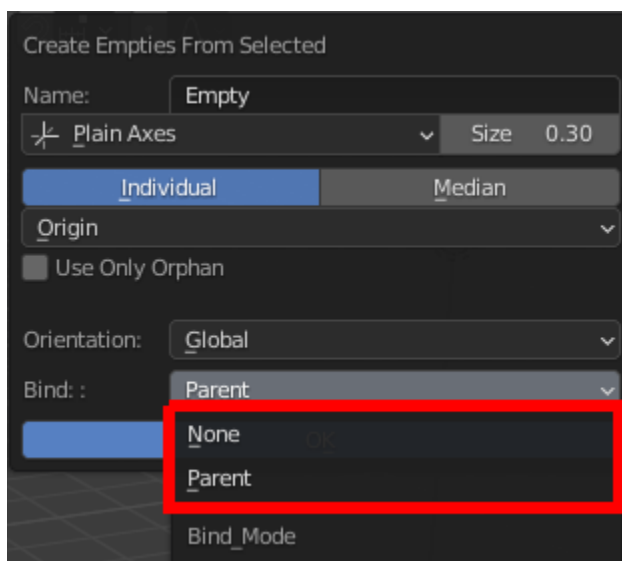 Create Empties From Selected
Name: Empty
Plain Axes Size 0.30
Individual Median
Origin
Use Only Orphan
Orientation: Global
Bind: : Parent
None OK
Parent
Bind_Mode